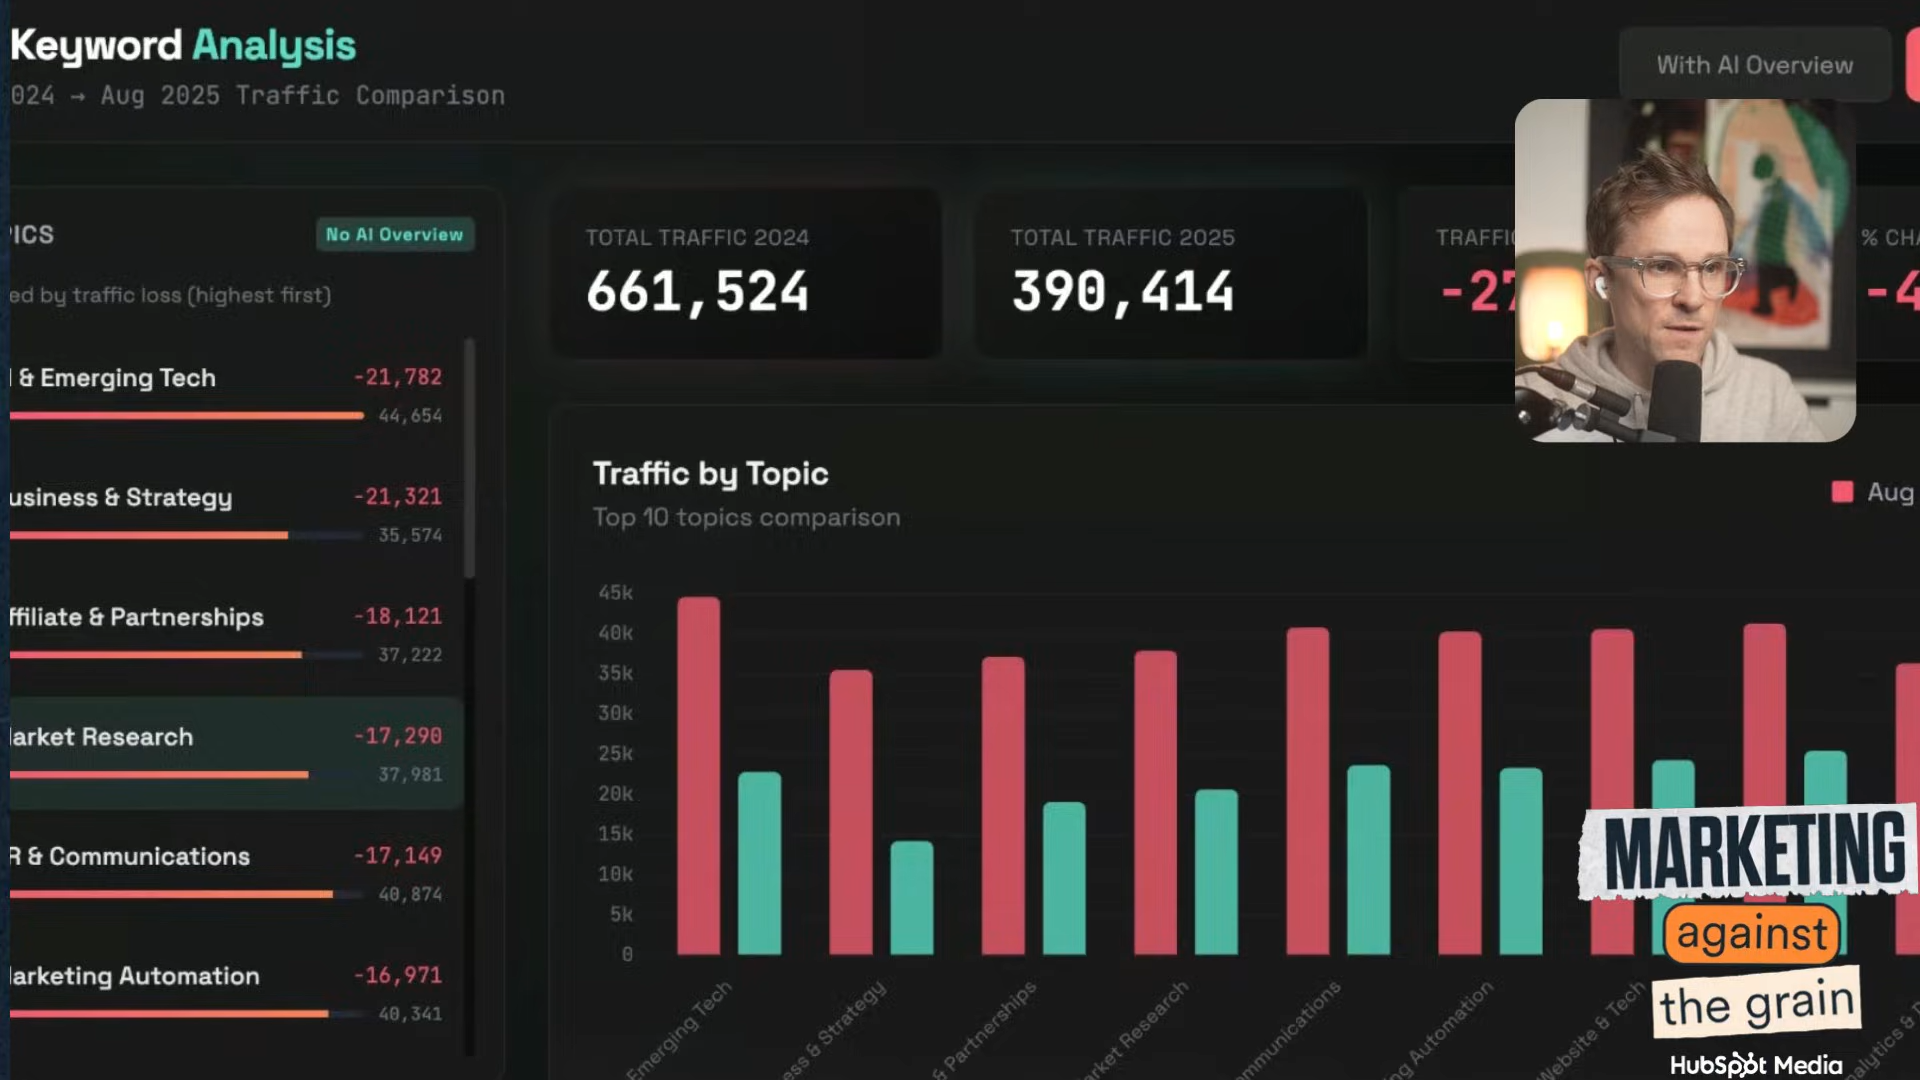 Keyword Analysis
With AI Overview
024 → Aug 2025 Traffic Comparison
PICS
No AI Overview
ed by traffic loss (highest first)
& Emerging Tech
-21,782
44,654
usiness & Strategy
-21,321
35,574
ffiliate & Partnerships
-18,121
37,222
arket Research
-17,290
37,981
R & Communications
-17,149
40,874
arketing Automation
-16,971
40,341
TOTAL TRAFFIC 2024
661,524
TOTAL TRAFFIC 2025
390,414
TRAFFI
-27
% CHA
-4
Traffic by Topic
Top 10 topics comparison
Aug
45k
40k
35k
30k
25k
20k
15k
10k
5k
0
Emerging Tech
ess & Strategy
& Partnerships
arket Research
mmunications
ng Automation
Website & Tech
nalytics &
MARKETING
against
the grain
HubSpot Media